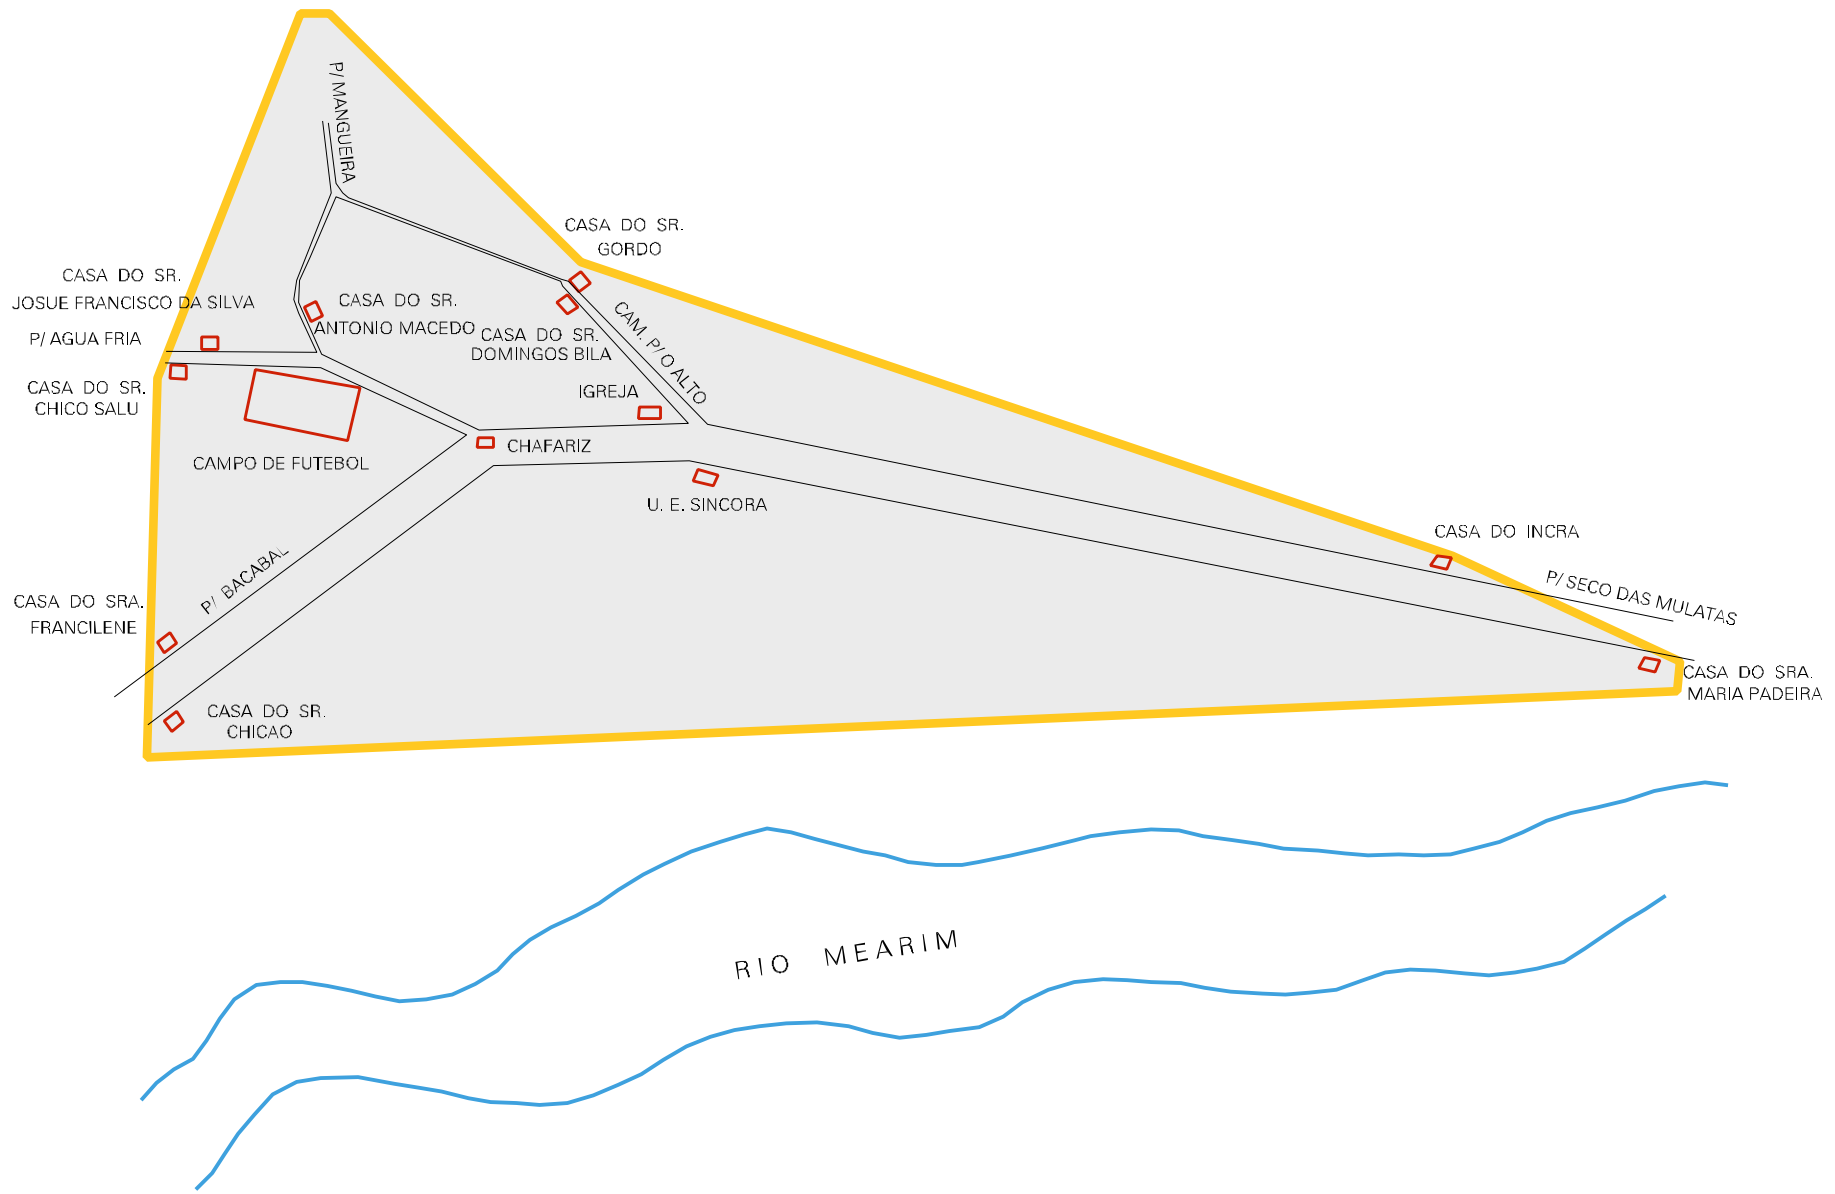 P/ MANGUEIRA
CASA DO SR.
GORDO
CASA DO SR.
JOSUE FRANCISCO DA SILVA
CASA DO SR.
ANTONIO MACEDO
CAM. P/ O ALTO
P/ AGUA FRIA
CASA DO SR.
DOMINGOS BILA
CASA DO SR.
CHICO SALU
IGREJA
CHAFARIZ
CAMPO DE FUTEBOL
U. E. SINCORA
CASA DO INCRA
P/ SECO DAS MULATAS
P/ BACABAL
CASA DO SRA.
FRANCILENE
CASA DO SRA.
MARIA PADEIRA
CASA DO SR.
CHICAO
RIO MEARIM